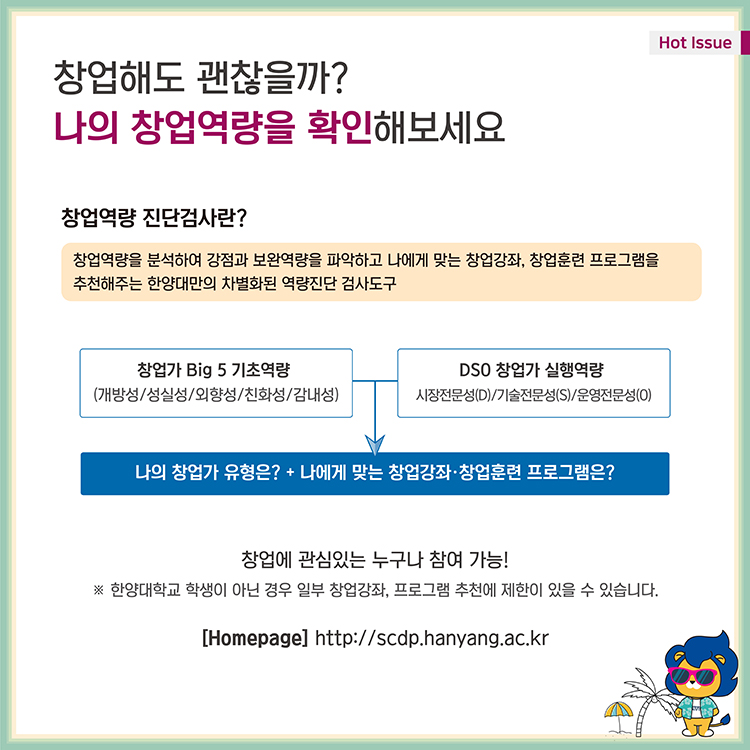 Hot Issue
창업해도 괜찮을까?
나의 창업역량을 확인해보세요
창업역량 진단검사란?
창업역량을 분석하여 강점과 보완역량을 파악하고 나에게 맞는 창업강좌, 창업훈련 프로그램을
추천해주는 한양대만의 차별화된 역량진단 검사도구
창업가 Big 5 기초역량
(개방성/성실성/외향성/친화성/감내성)
DSO 창업가 실행역량
시장전문성(D)/기술전문성(S)/운영전문성(O)
나의 창업가 유형은? + 나에게 맞는 창업강좌·창업훈련 프로그램은?
창업에 관심있는 누구나 참여 가능!
※ 한양대학교 학생이 아닌 경우 일부 창업강좌, 프로그램 추천에 제한이 있을 수 있습니다.
[Homepage] http://scdp.hanyang.ac.kr